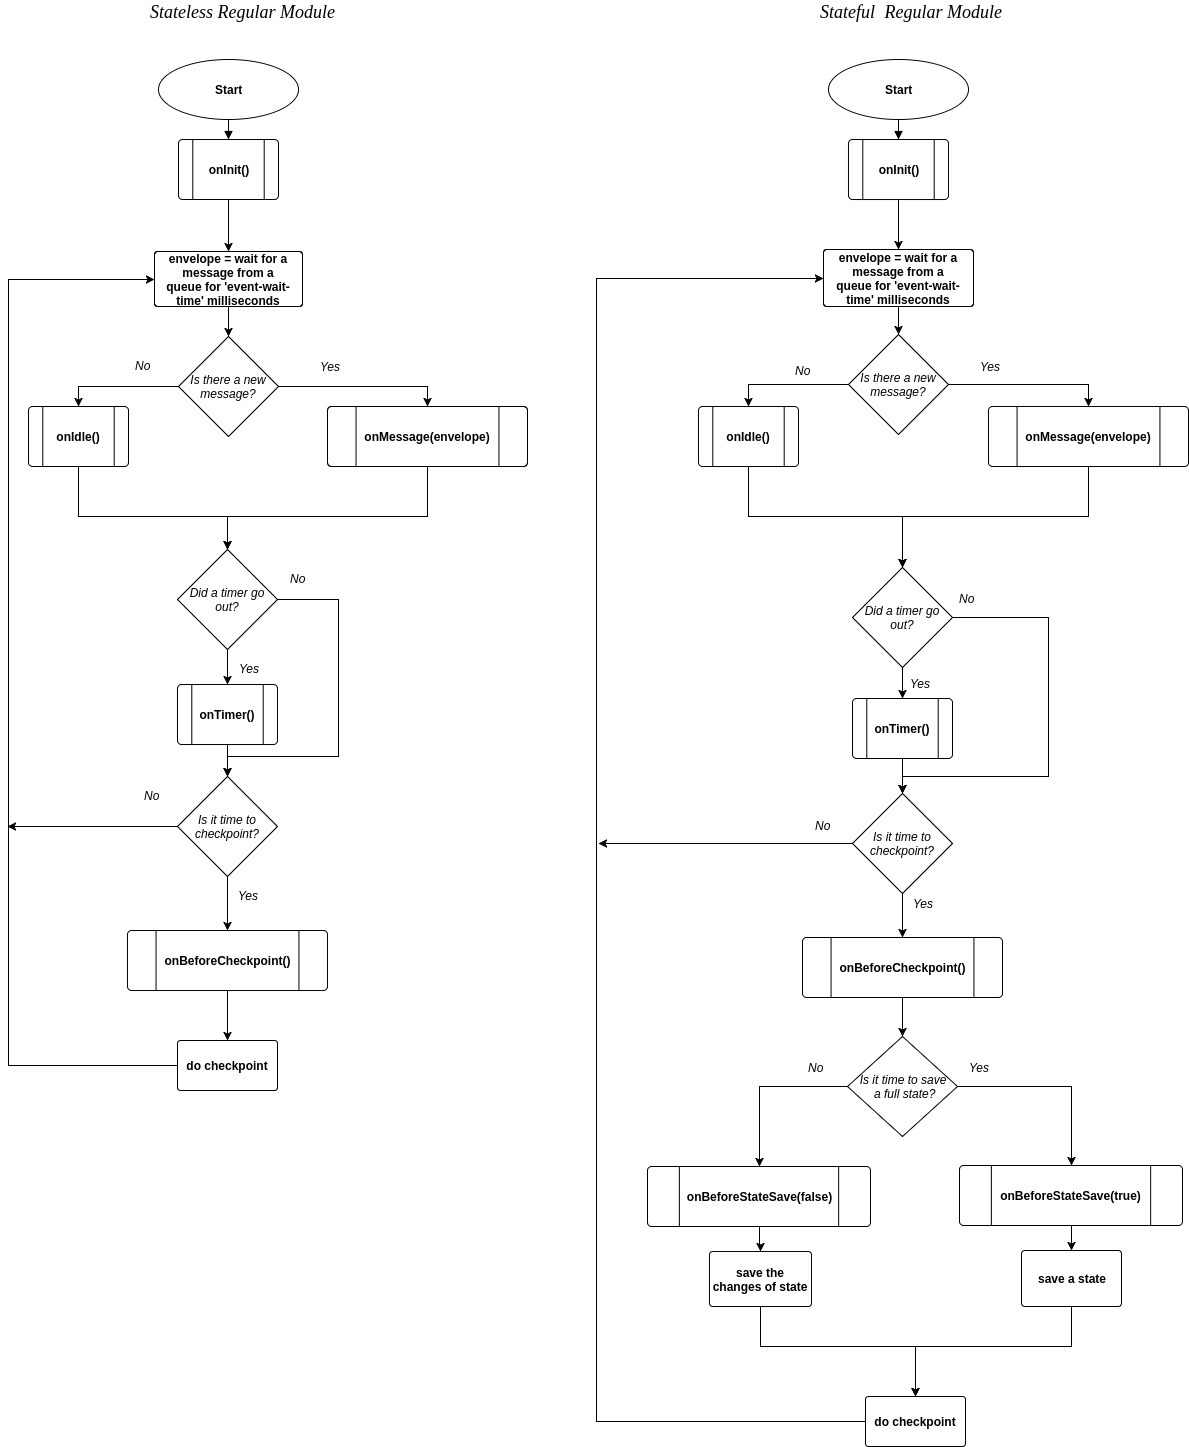 Stateless Regular Module
Start
onInit()
envelope = wait for a
message from a
queue for 'event-wait-
time' milliseconds
Is there a new
message?
No
Yes
onIdle()
onMessage(envelope)
Did a timer go
out?
No
Yes
onTimer()
Is it time to
checkpoint?
No
Yes
onBeforeCheckpoint()
do checkpoint
Stateful  Regular Module
Start
onInit()
envelope = wait for a
message from a
queue for 'event-wait-
time' milliseconds
Is there a new
message?
No
Yes
onIdle()
onMessage(envelope)
Did a timer go
out?
No
Yes
onTimer()
Is it time to
checkpoint?
No
Yes
onBeforeCheckpoint()
Is it time to save
a full state?
No
Yes
onBeforeStateSave(false)
onBeforeStateSave(true)
save the
changes of state
save a state
do checkpoint